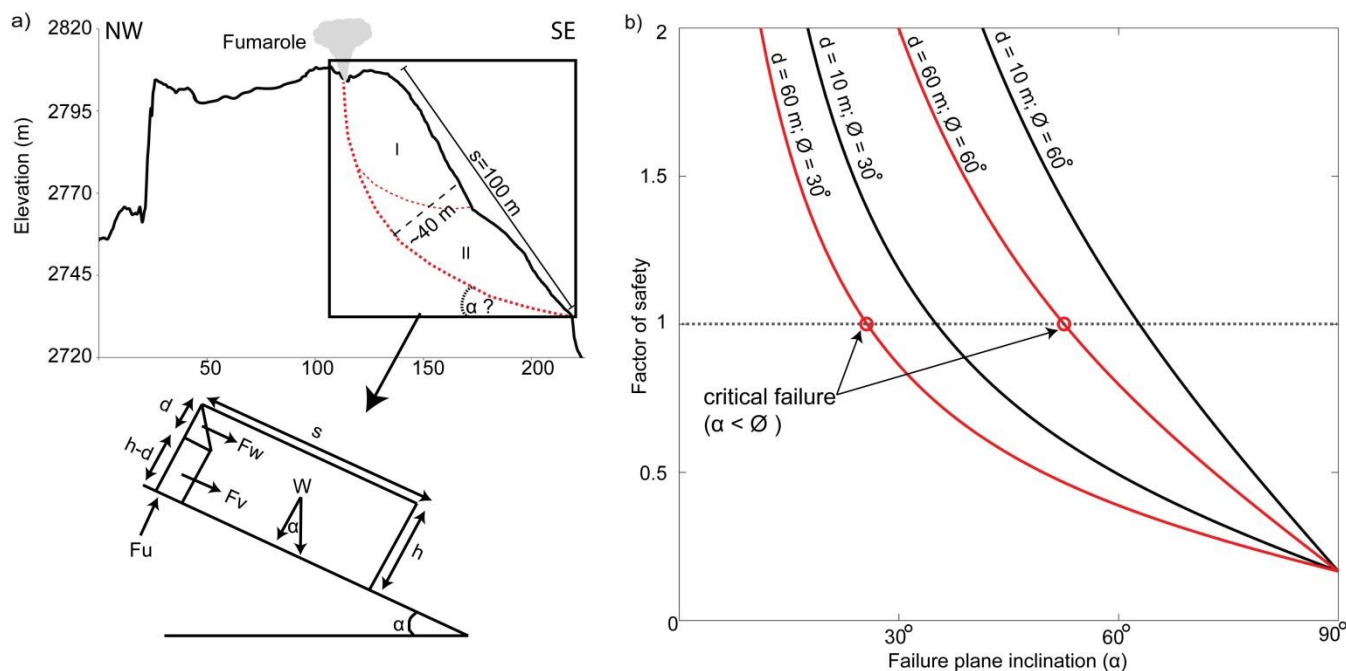 a)
NW
SE
Fumarole
Elevation (m)
2820
2795
2770
2745
2720
50
100
150
200
I
II
s=100 m
~40 m
α ?
d
h-d
s
Fw
Fv
W
α
h
Fu
α
b)
Factor of safety
2
1.5
1
0.5
0
30°
60°
90°
Failure plane inclination (α)
d = 60 m; Ø = 30°
d = 10 m; Ø = 30°
d = 60 m; Ø = 60°
d = 10 m; Ø = 60°
critical failure
(α < Ø )